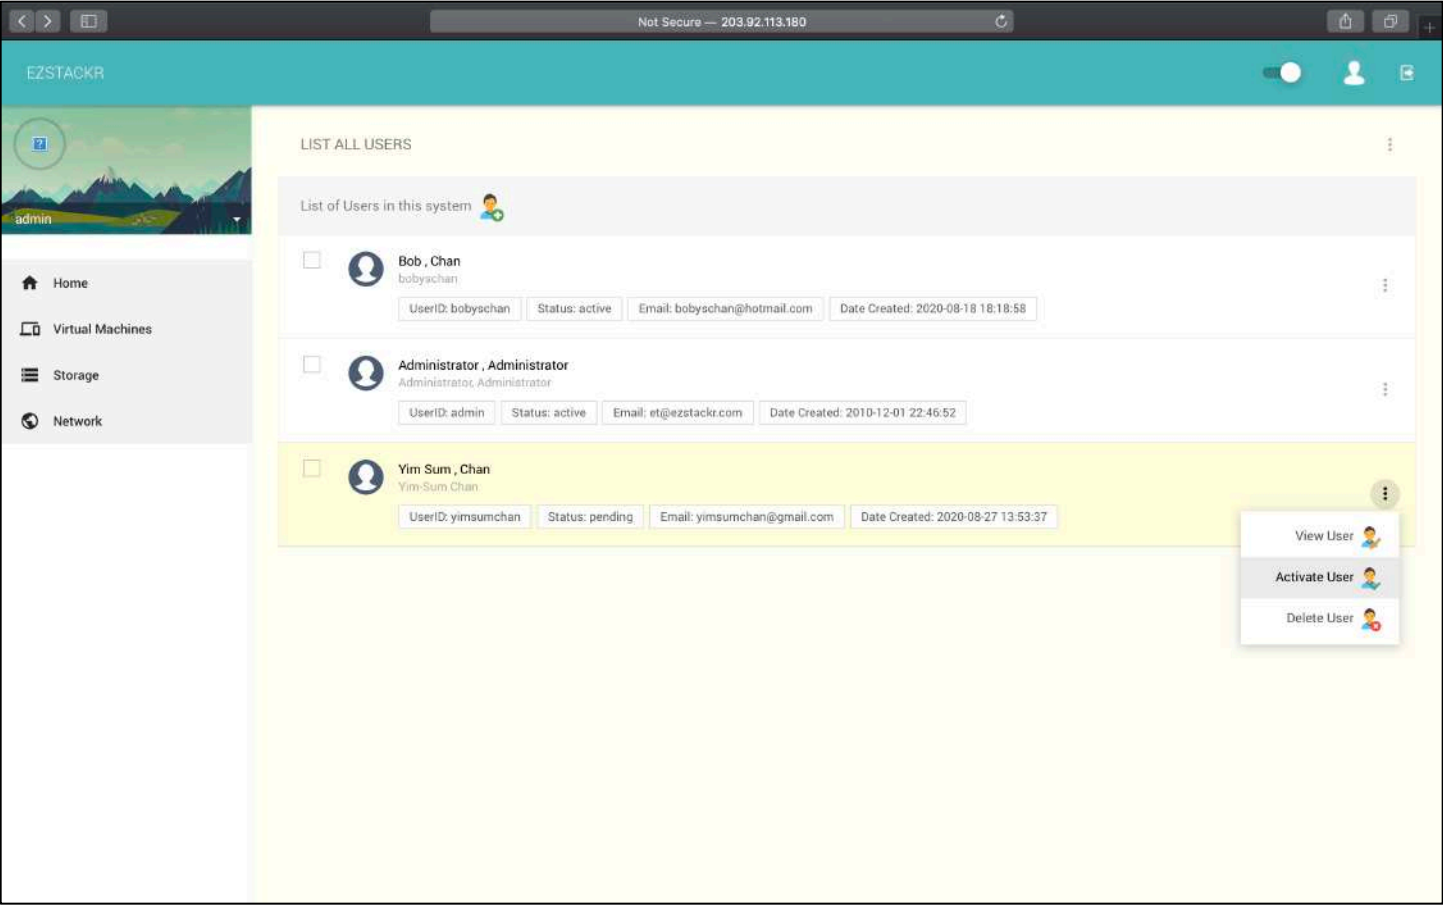 Not Secure — 203.92.113.180
EZSTACKR
admin
Home
Virtual Machines
Storage
Network
LIST ALL USERS
List of Users in this system
Bob , Chan
bobyschan
UserID: bobyschan Status: active Email: bobyschan@hotmail.com Date Created: 2020-08-18 18:18:58
Administrator , Administrator
Administrator, Administrator
UserID: admin Status: active Email: et@ezstackr.com Date Created: 2010-12-01 22:46:52
Yim Sum , Chan
Yim-Sum Chan
UserID: yimsumchan Status: pending Email: yimsumchan@gmail.com Date Created: 2020-08-27 13:53:37
View User
Activate User
Delete User